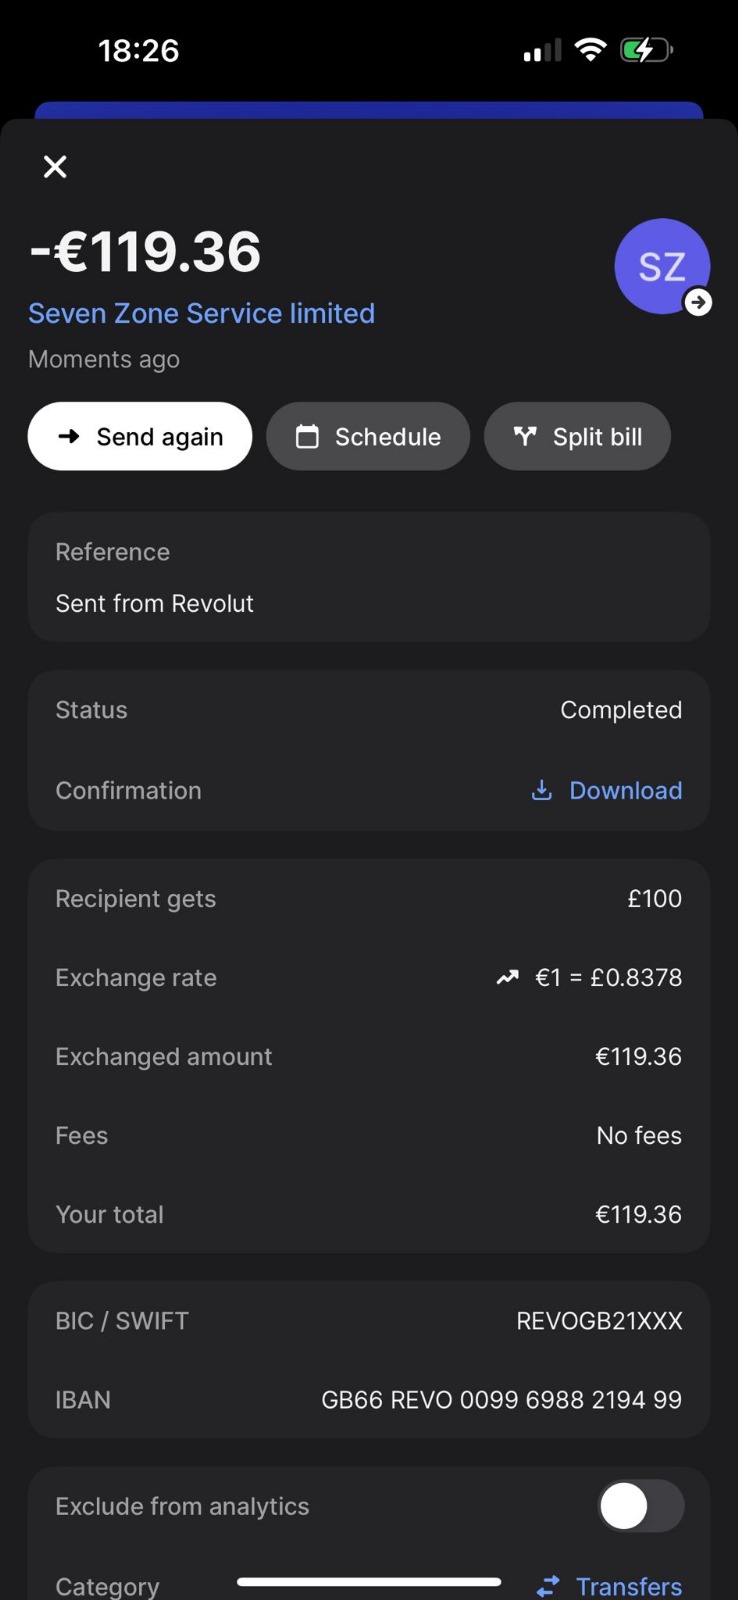 18:26
-€119.36
SZ
Seven Zone Service limited
Moments ago
Send again
Schedule
Split bill
Reference
Sent from Revolut
Status
Completed
Confirmation
Download
Recipient gets
£100
Exchange rate
€1 = £0.8378
Exchanged amount
€119.36
Fees
No fees
Your total
€119.36
BIC / SWIFT
REVOGB21XXX
IBAN
GB66 REVO 0099 6988 2194 99
Exclude from analytics
Category
Transfers